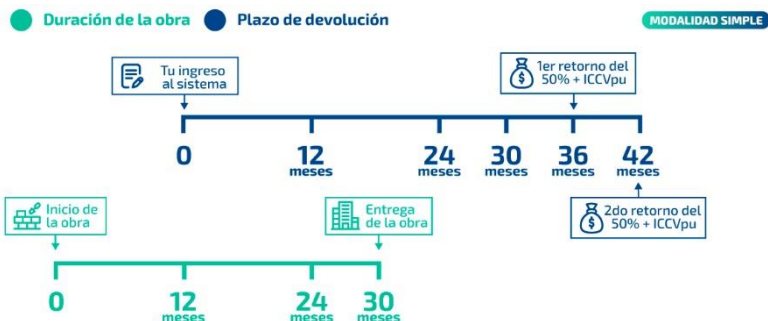 Duración de la obra
Plazo de devolución
MODALIDAD SIMPLE
Tu ingreso
al sistema
1er retorno del
50% + ICCVpu
0
12
meses
24
meses
30
meses
36
meses
42
meses
Inicio de
la obra
Entrega
de la obra
2do retorno del
50% + ICCVpu
0
12
meses
24
meses
30
meses